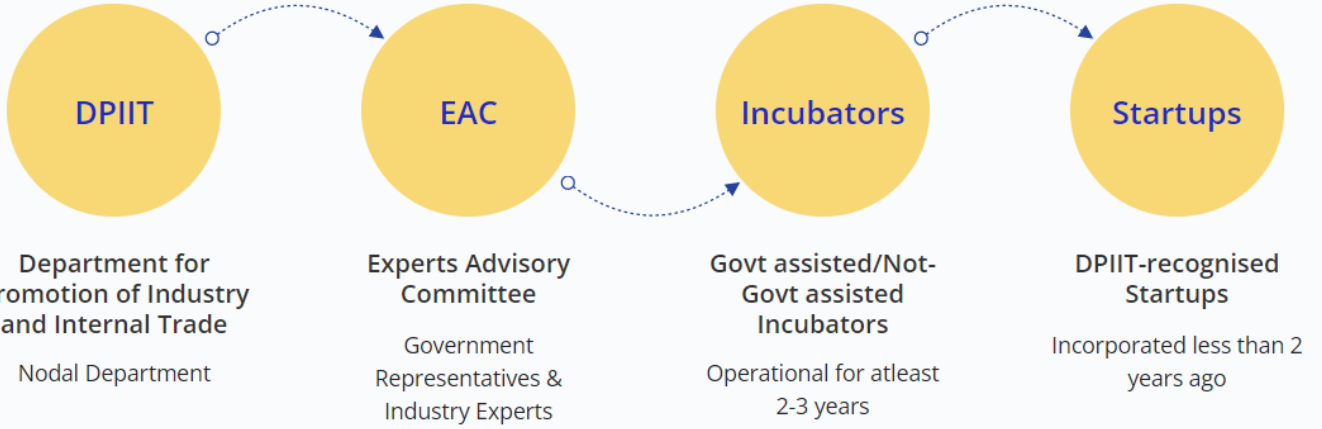 DPIIT
EAC
Incubators
Startups
Department for
romotion of Industry
and Internal Trade
Nodal Department
Experts Advisory
Committee
Government
Representatives &
Industry Experts
Govt assisted/Not-
Govt assisted
Incubators
Operational for atleast
2-3 years
DPIIT-recognised
Startups
Incorporated less than 2
years ago